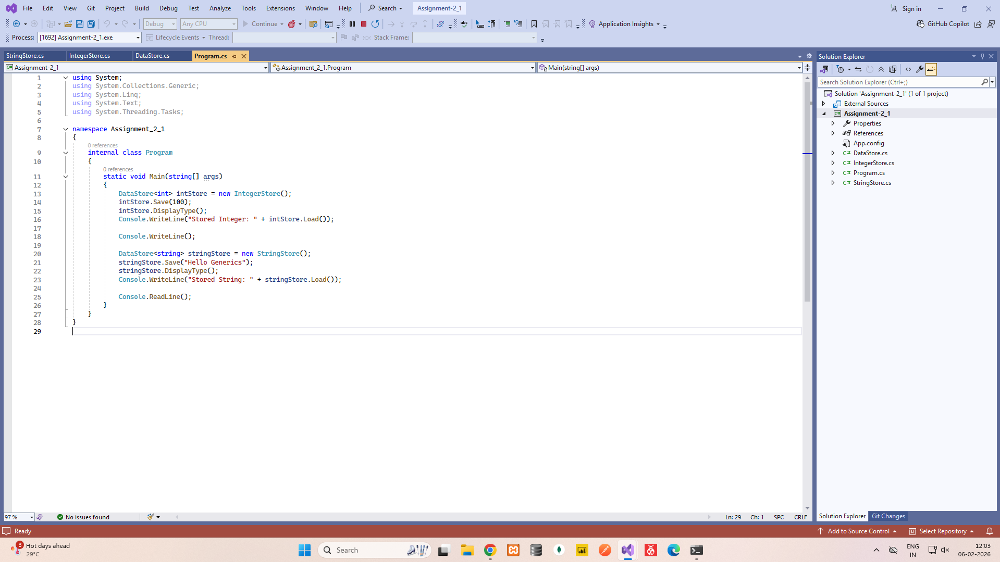 File Edit View Git Project Build Debug Test Analyze Tools Extensions Window Help Search Assignment-2_1 Sign in
Debug Any CPU Continue abc Application Insights GitHub Copilot
Process: [1692] Assignment-2_1.exe Lifecycle Events Thread: Stack Frame:
StringStore.cs IntegerStore.cs DataStore.cs Program.cs
C# Assignment-2_1 Assignment_2_1.Program Main(string[] args)
1 using System;
2 using System.Collections.Generic;
3 using System.Linq;
4 using System.Text;
5 using System.Threading.Tasks;
6
7 namespace Assignment_2_1
8 {
0 references
9 internal class Program
10 {
0 references
11 static void Main(string[] args)
12 {
13 DataStore<int> intStore = new IntegerStore();
14 intStore.Save(100);
15 intStore.DisplayType();
16 Console.WriteLine("Stored Integer: " + intStore.Load());
17
18 Console.WriteLine();
19
20 DataStore<string> stringStore = new StringStore();
21 stringStore.Save("Hello Generics");
22 stringStore.DisplayType();
23 Console.WriteLine("Stored String: " + stringStore.Load());
24
25 Console.ReadLine();
26 }
27 }
28 }
29
97 % No issues found Ln: 29 Ch: 1 SPC CRLF
Solution Explorer
Search Solution Explorer (Ctrl+;)
Solution 'Assignment-2_1' (1 of 1 project)
External Sources
C# Assignment-2_1
Properties
References
App.config
C# DataStore.cs
C# IntegerStore.cs
C# Program.cs
C# StringStore.cs
Solution Explorer Git Changes
Ready Add to Source Control Select Repository
3 Hot days ahead
29°C
Search
ENG
IN
12:03
06-02-2026